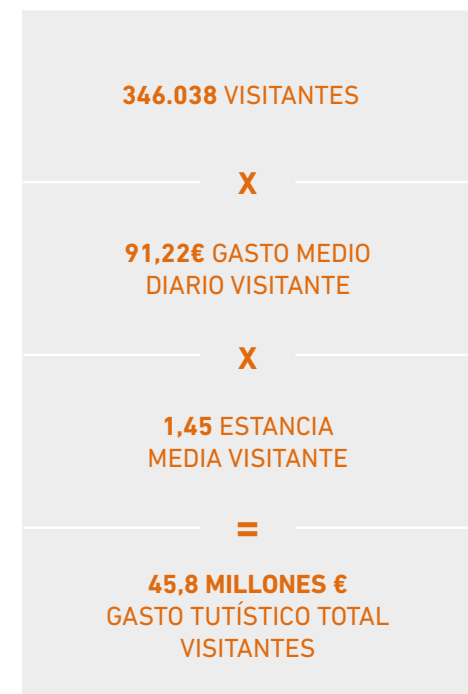 346.038 VISITANTES
X
91,22€ GASTO MEDIO
DIARIO VISITANTE
X
1,45 ESTANCIA
MEDIA VISITANTE
=
45,8 MILLONES €
GASTO TUTÍSTICO TOTAL
VISITANTES